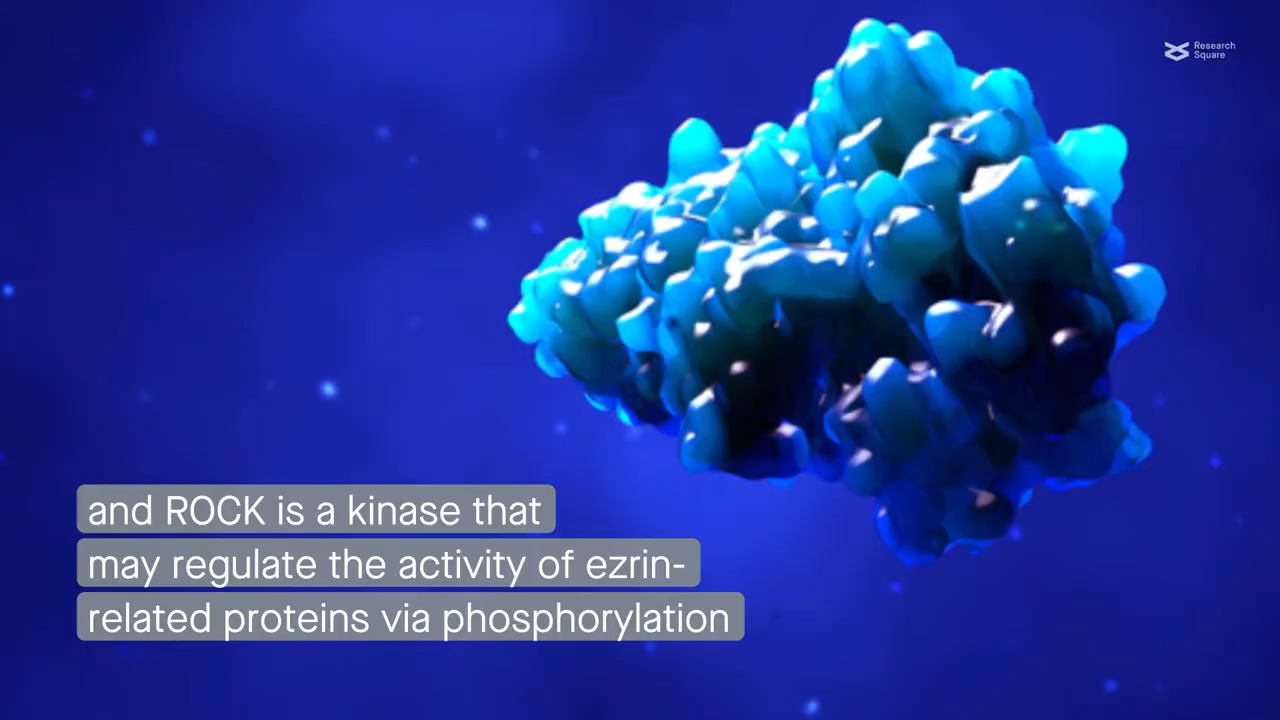 Research
Square
and ROCK is a kinase that
may regulate the activity of ezrin-
related proteins via phosphorylation